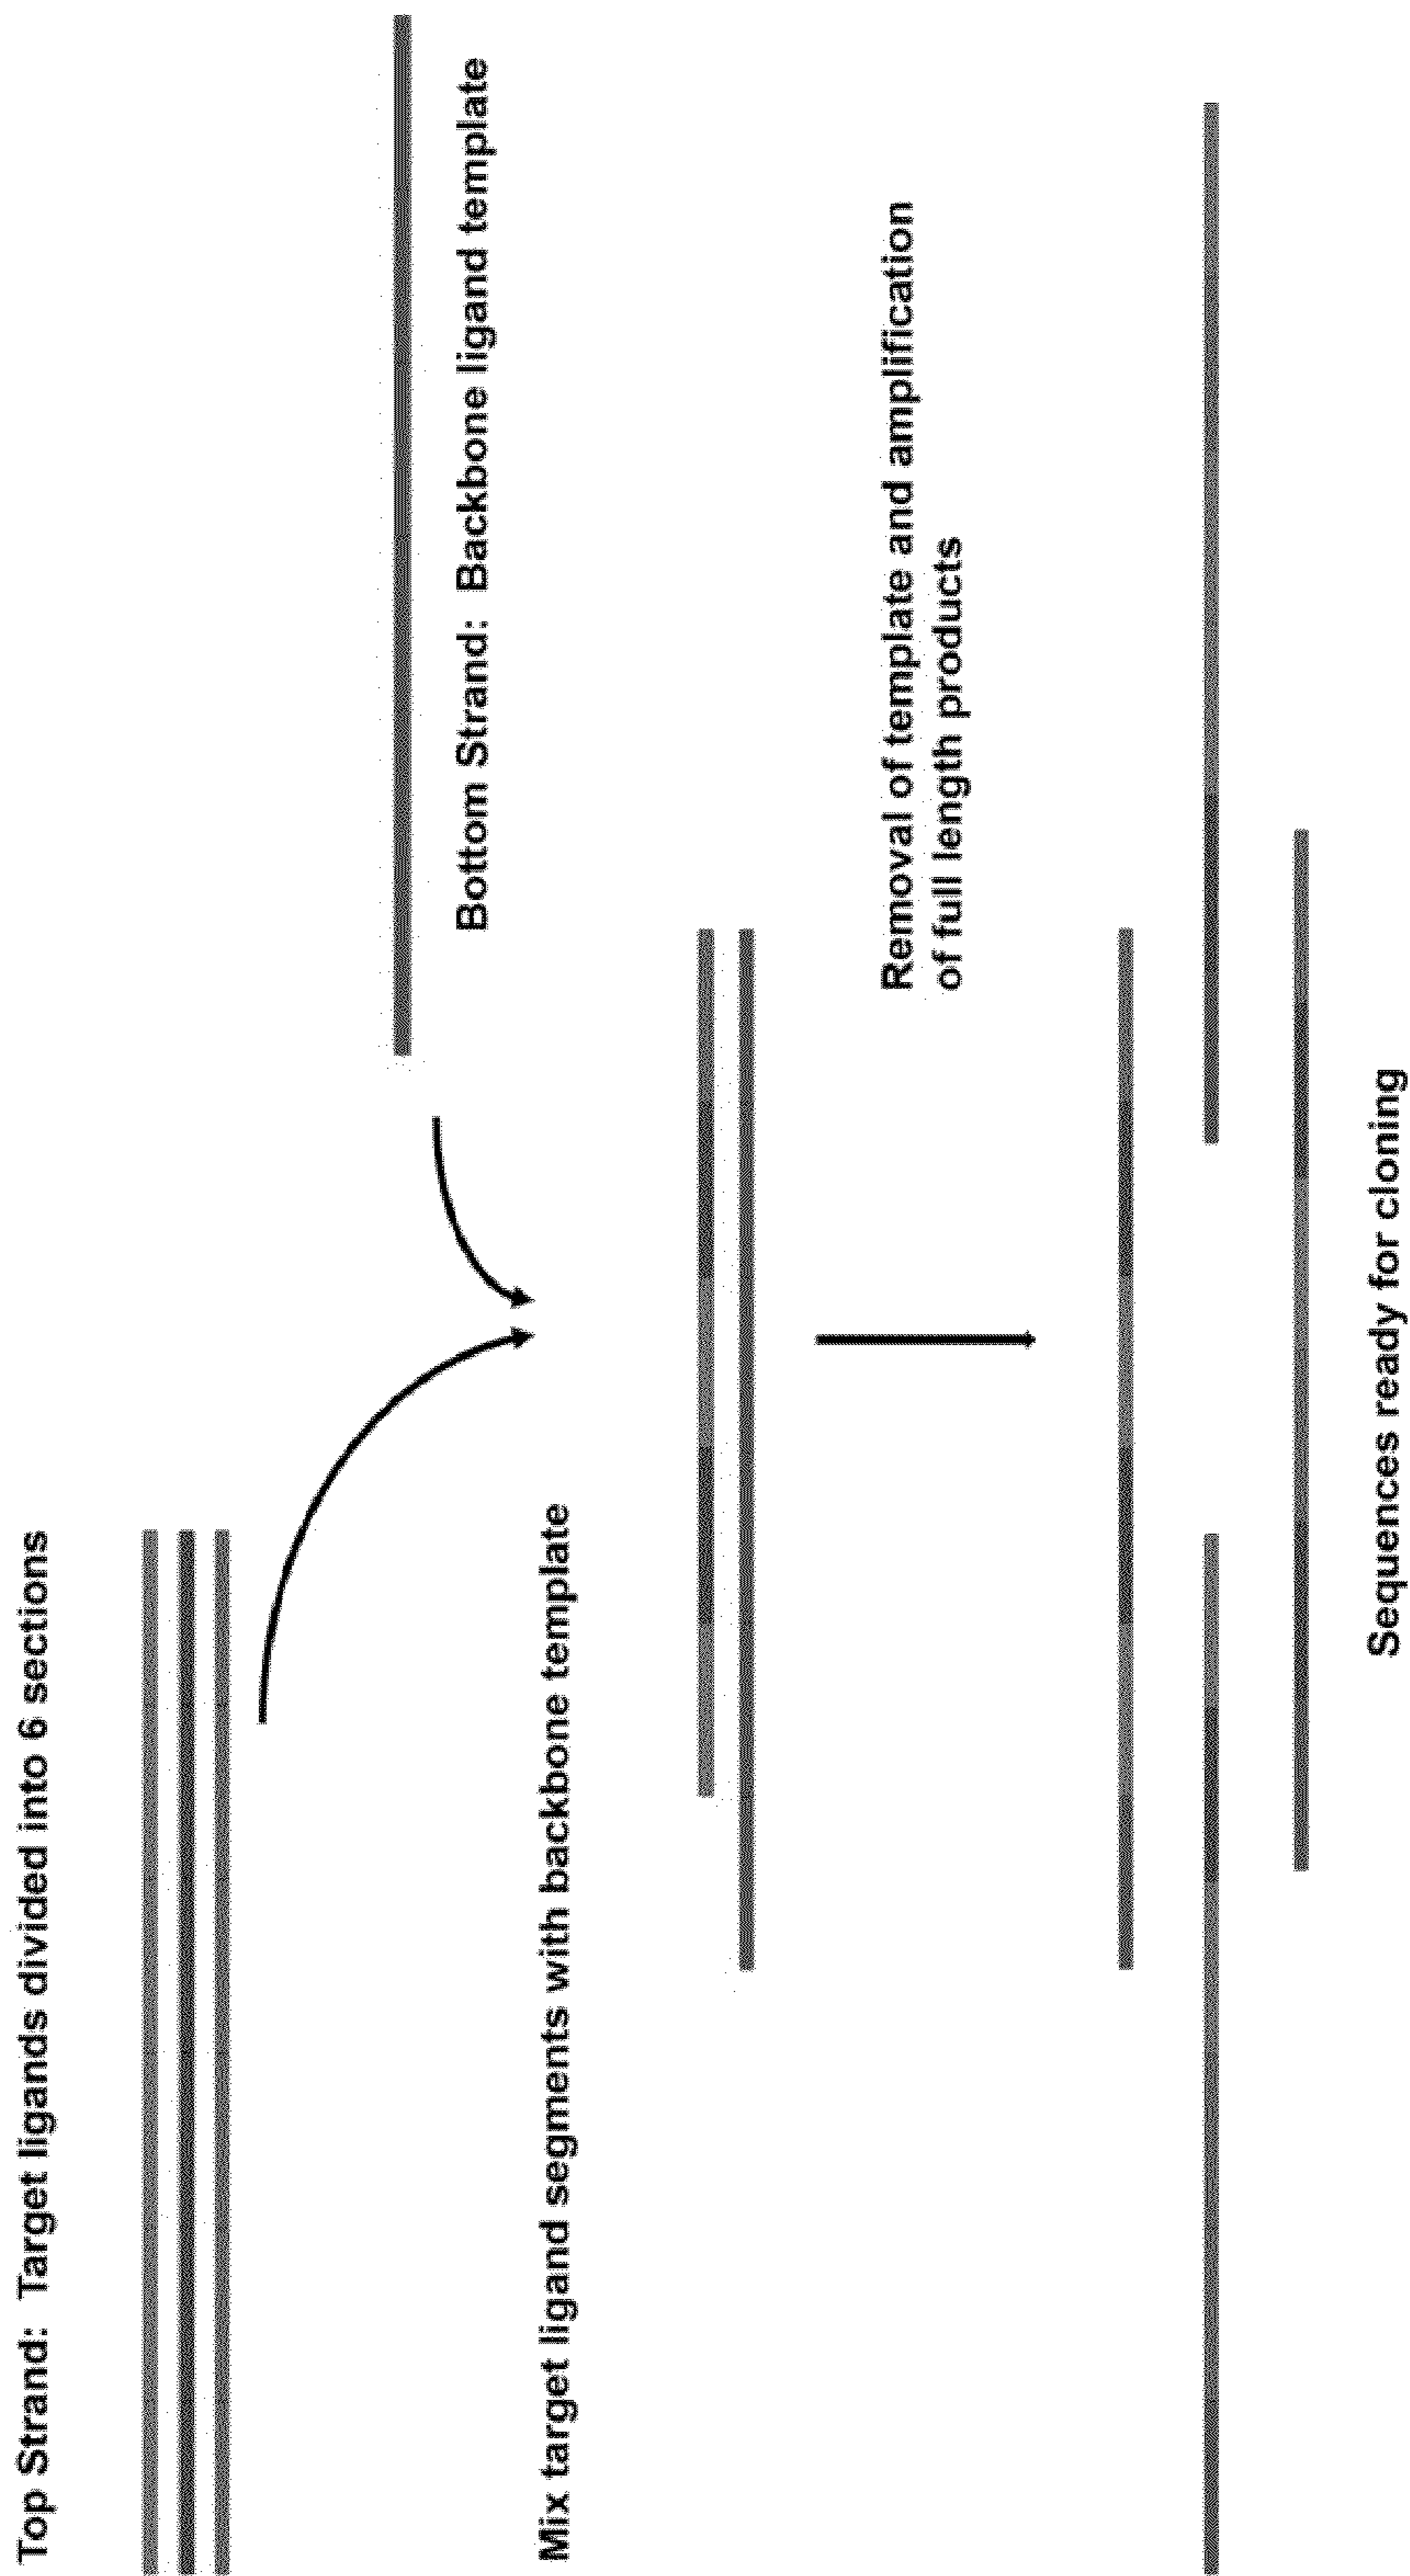 Top Strand: Target ligands divided into 6 sections
Bottom Strand: Backbone ligand template
Mix target ligand segments with backbone template
Removal of template and amplification
of full length products
Sequences ready for cloning